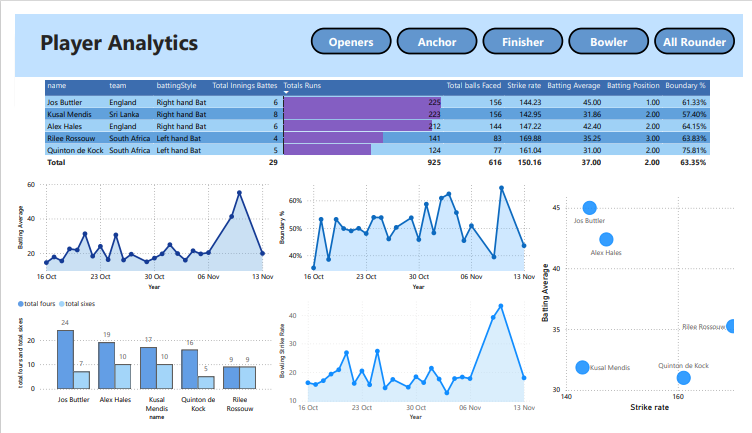 Player Analytics
Openers
Anchor
Finisher
Bowler
All Rounder
name team battingStyle Total Innings Battes Totals Runs Total balls Faced Strike rate Batting Average Batting Position Boundary %
Jos Buttler England Right hand Bat 6 225 156 144.23 45.00 1.00 61.33%
Kusal Mendis Sri Lanka Right hand Bat 8 223 156 142.95 31.86 2.00 57.40%
Alex Hales England Right hand Bat 6 212 144 147.22 42.40 2.00 64.15%
Rilee Rossouw South Africa Left hand Bat 4 141 83 169.88 35.25 3.00 63.83%
Quinton de Kock South Africa Left hand Bat 5 124 77 161.04 31.00 2.00 75.81%
Total 29 925 616 150.16 37.00 2.00 63.35%
Batting Average
60
40
20
16 Oct 23 Oct 30 Oct 06 Nov 13 Nov
Year
Boundary %
60%
50%
40%
16 Oct 23 Oct 30 Oct 06 Nov 13 Nov
Year
Batting Average
45
40
35
30
Jos Buttler
Alex Hales
Rilee Rossouw
Kusal Mendis
Quinton de Kock
140 160
Strike rate
total fours total sixes
total fours and total sixes
20
10
0
24 7 19 10 17 10 16 5 9 9
Jos Buttler Alex Hales Kusal Mendis Quinton de Kock Rilee Rossouw
name
Bowling Strike Rate
40
30
20
10
16 Oct 23 Oct 30 Oct 06 Nov 13 Nov
Year